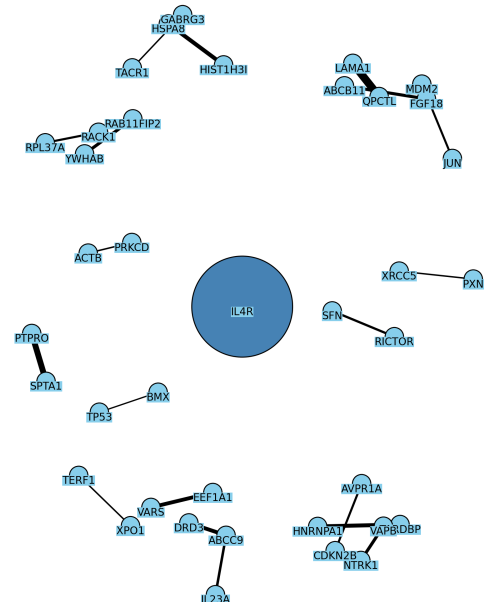 GABRG3
HSPA8
TACR1
HIST1H3I
LAMA1
ABCB11
MDM2
QPCTL
FGF18
JUN
RAB11FIP2
RACK1
RPL37A
YWHAB
PRKCD
ACTB
XRCC5
PXN
IL4R
SFN
RICTOR
PTPRO
SPTA1
BMX
TP53
TERF1
EEF1A1
VARS
XPO1
DRD3
ABCC9
IL23A
AVPR1A
HNRNPA1
VAPB
RDBP
CDKN2B
NTRK1